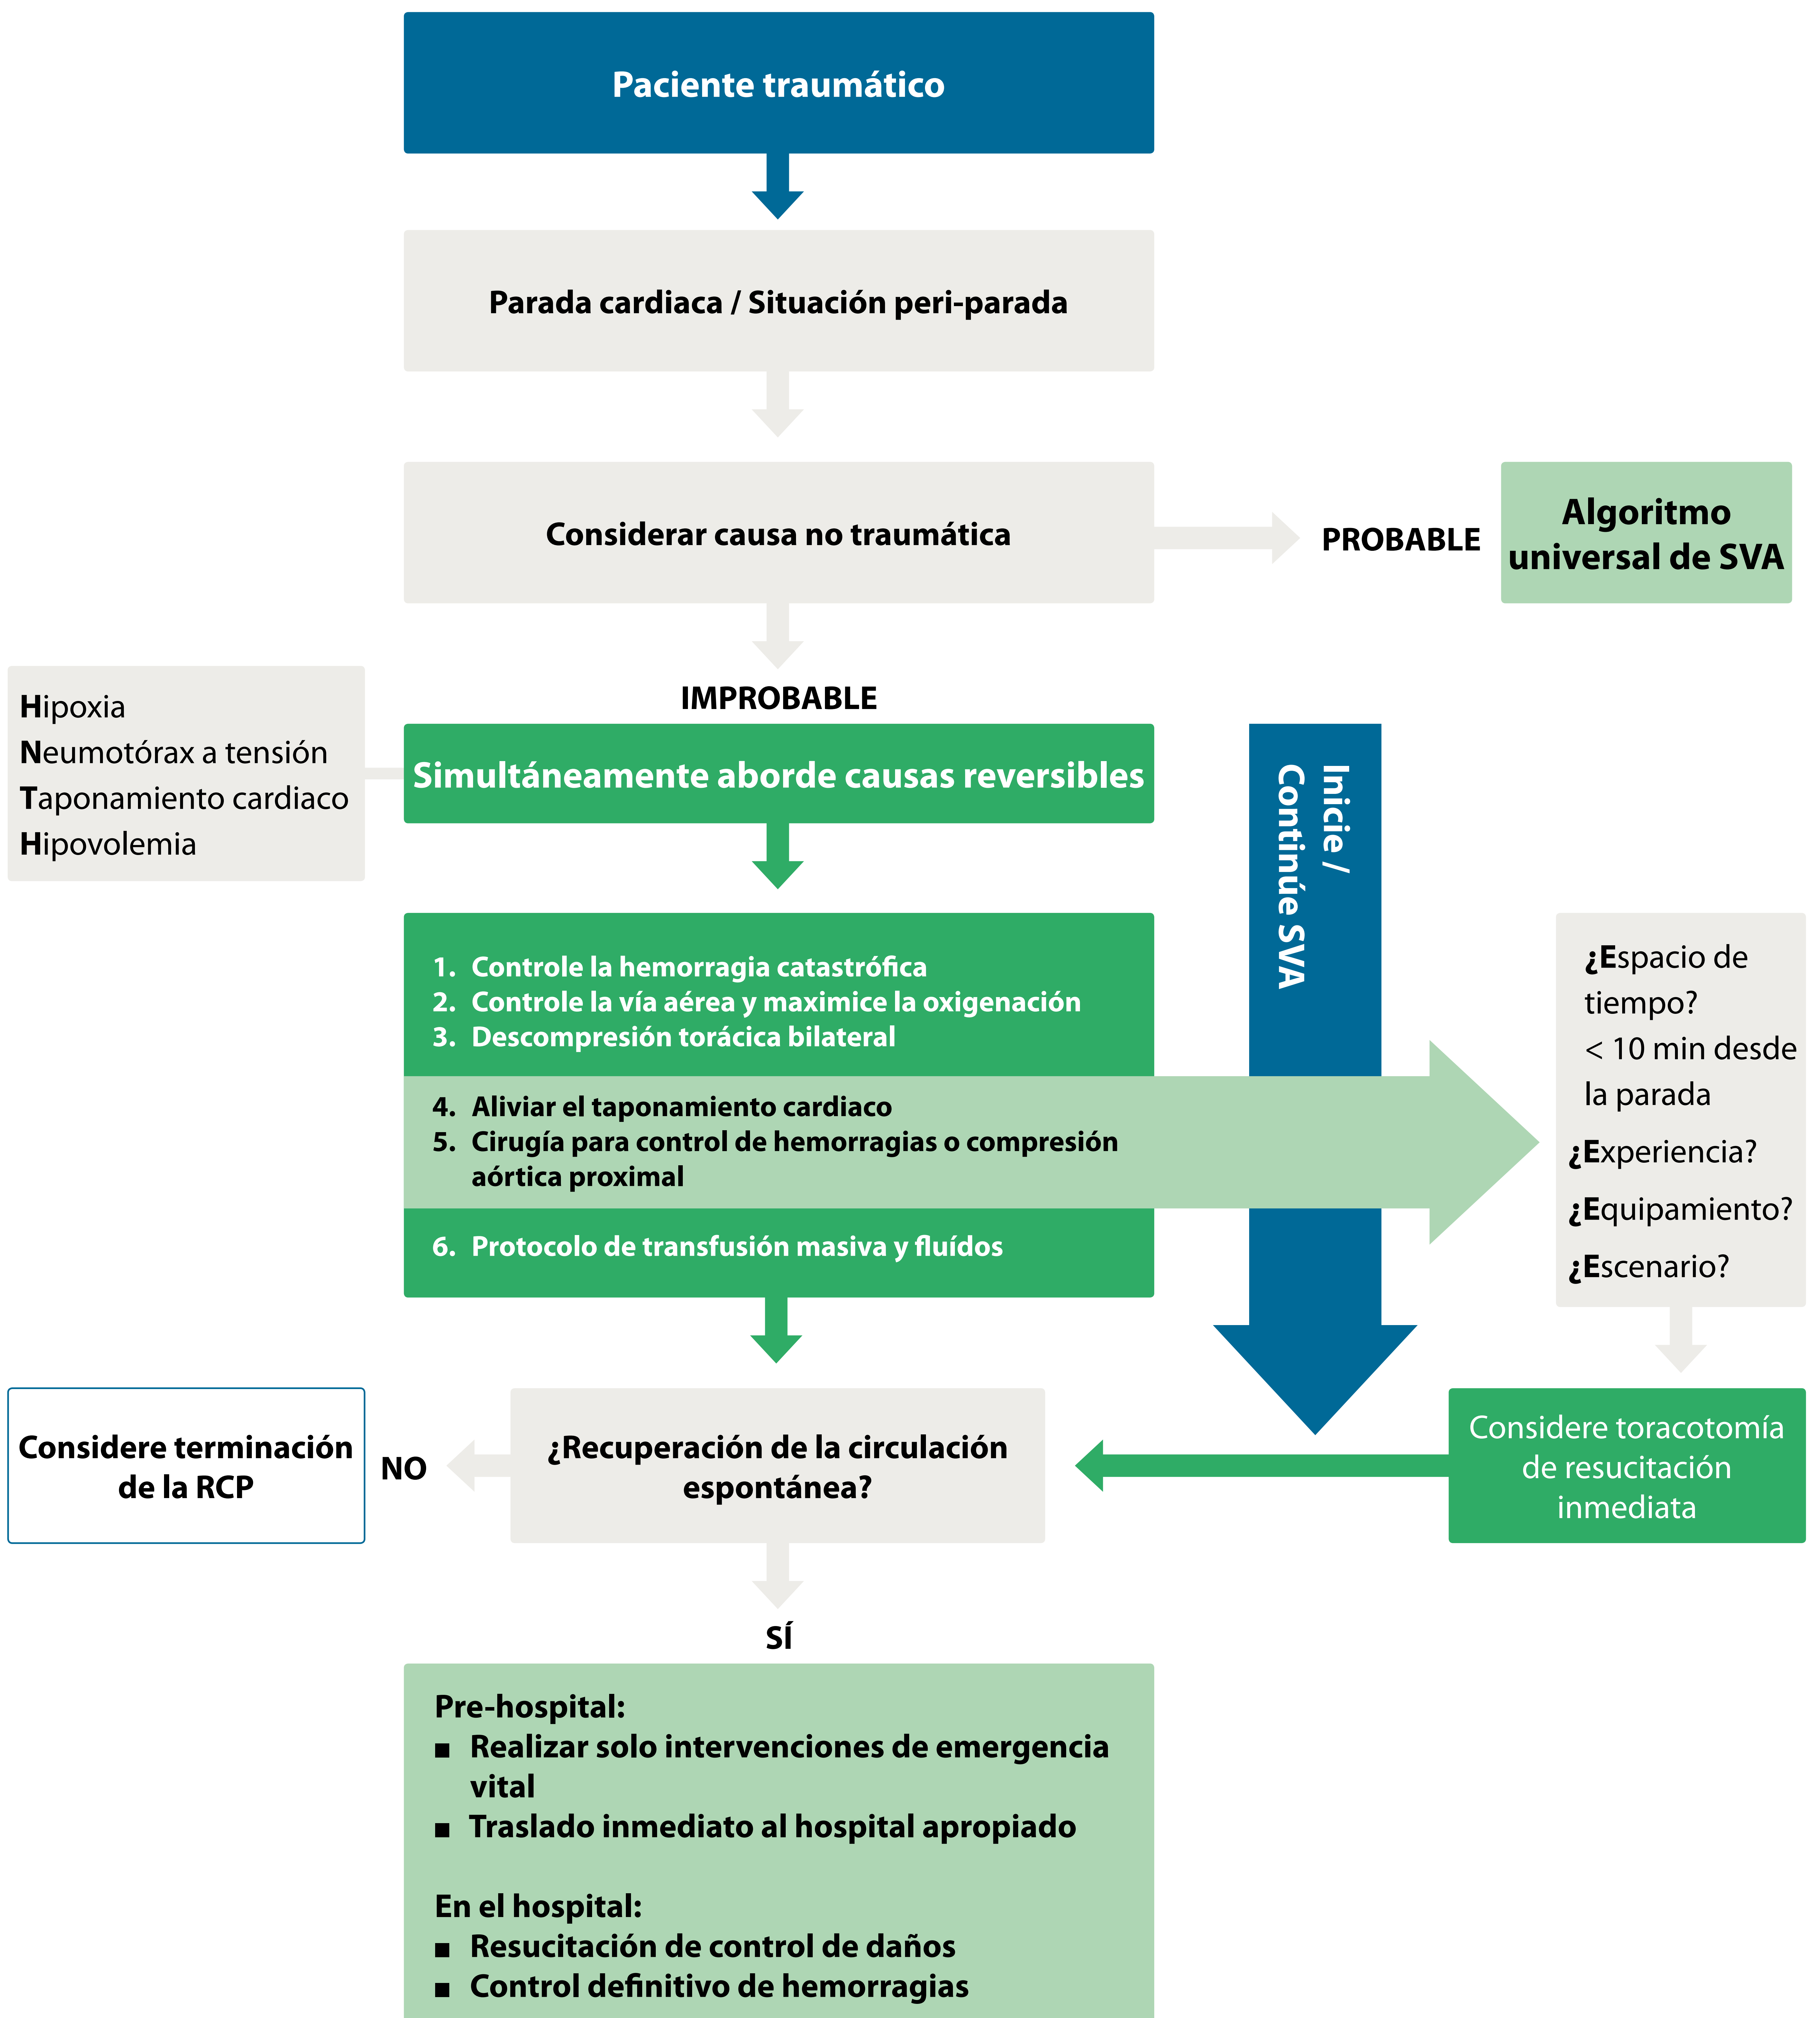 Paciente traumático
Parada cardiaca / Situación peri-parada
Considerar causa no traumática
PROBABLE
Algoritmo
universal de SVA
IMPROBABLE
Hipoxia
Neumotórax a tensión
Taponamiento cardiaco
Hipovolemia
Simultáneamente aborde causas reversibles
Inicie /
Continúe SVA
1. Controle la hemorragia catastrófica
2. Controle la vía aérea y maximice la oxigenación
3. Descompresión torácica bilateral
4. Aliviar el taponamiento cardiaco
5. Cirugía para control de hemorragias o compresión
aórtica proximal
6. Protocolo de transfusión masiva y fluídos
¿Espacio de
tiempo?
< 10 min desde
la parada
¿Experiencia?
¿Equipamiento?
¿Escenario?
Considere terminación
de la RCP
NO
¿Recuperación de la circulación
espontánea?
Considere toracotomía
de resucitación
inmediata
SÍ
Pre-hospital:
■ Realizar solo intervenciones de emergencia
vital
■ Traslado inmediato al hospital apropiado
En el hospital:
■ Resucitación de control de daños
■ Control definitivo de hemorragias